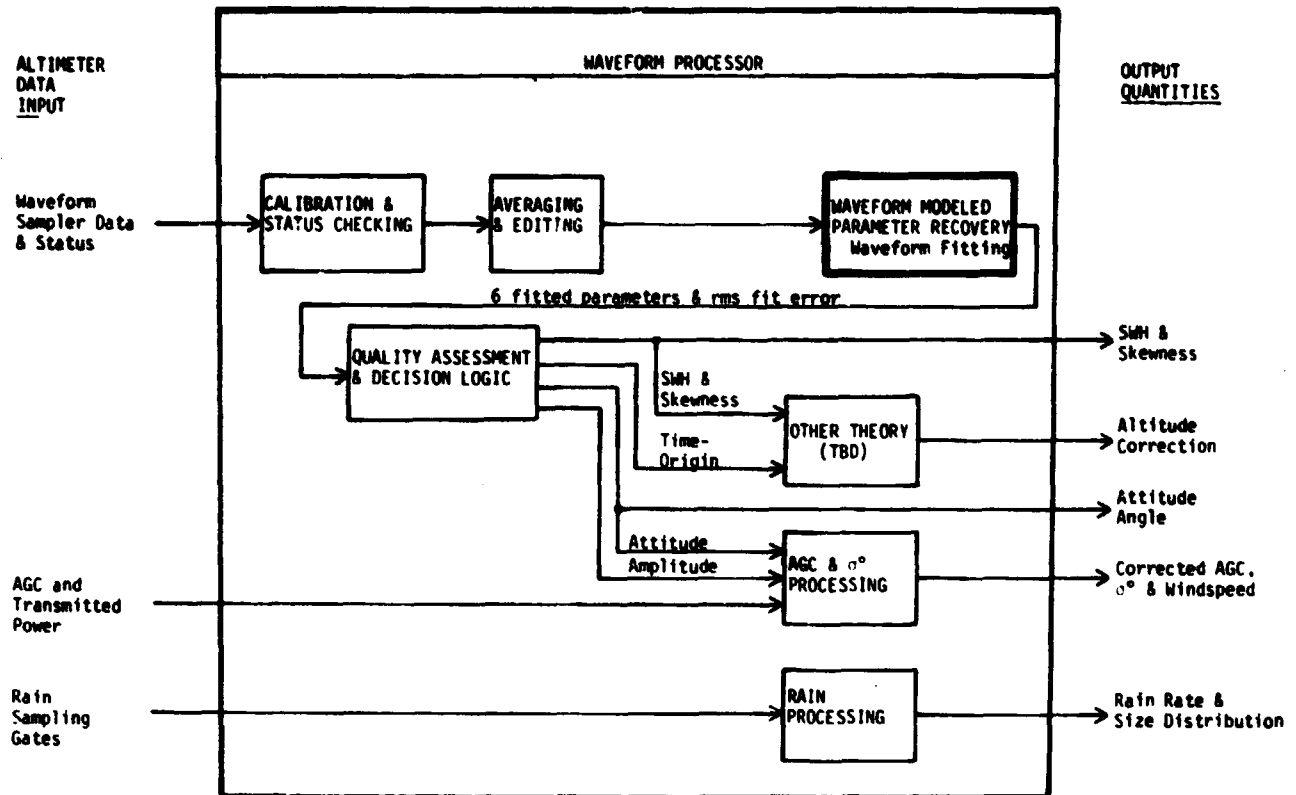 ALTIMETER
DATA
INPUT
WAVEFORM PROCESSOR
OUTPUT
QUANTITIES
Waveform
Sampler Data
& Status
CALIBRATION &
STATUS CHECKING
AVERAGING
& EDITING
WAVEFORM MODELED
PARAMETER RECOVERY
Waveform Fitting
6 fitted parameters & rms fit error
QUALITY ASSESSMENT
& DECISION LOGIC
SWH &
Skewness
SWH &
Skewness
Time-
Origin
OTHER THEORY
(TBD)
Altitude
Correction
Attitude
Angle
Attitude
Amplitude
AGC & σ°
PROCESSING
Corrected AGC,
σ° & Windspeed
AGC and
Transmitted
Power
Rain
Sampling
Gates
RAIN
PROCESSING
Rain Rate &
Size Distribution